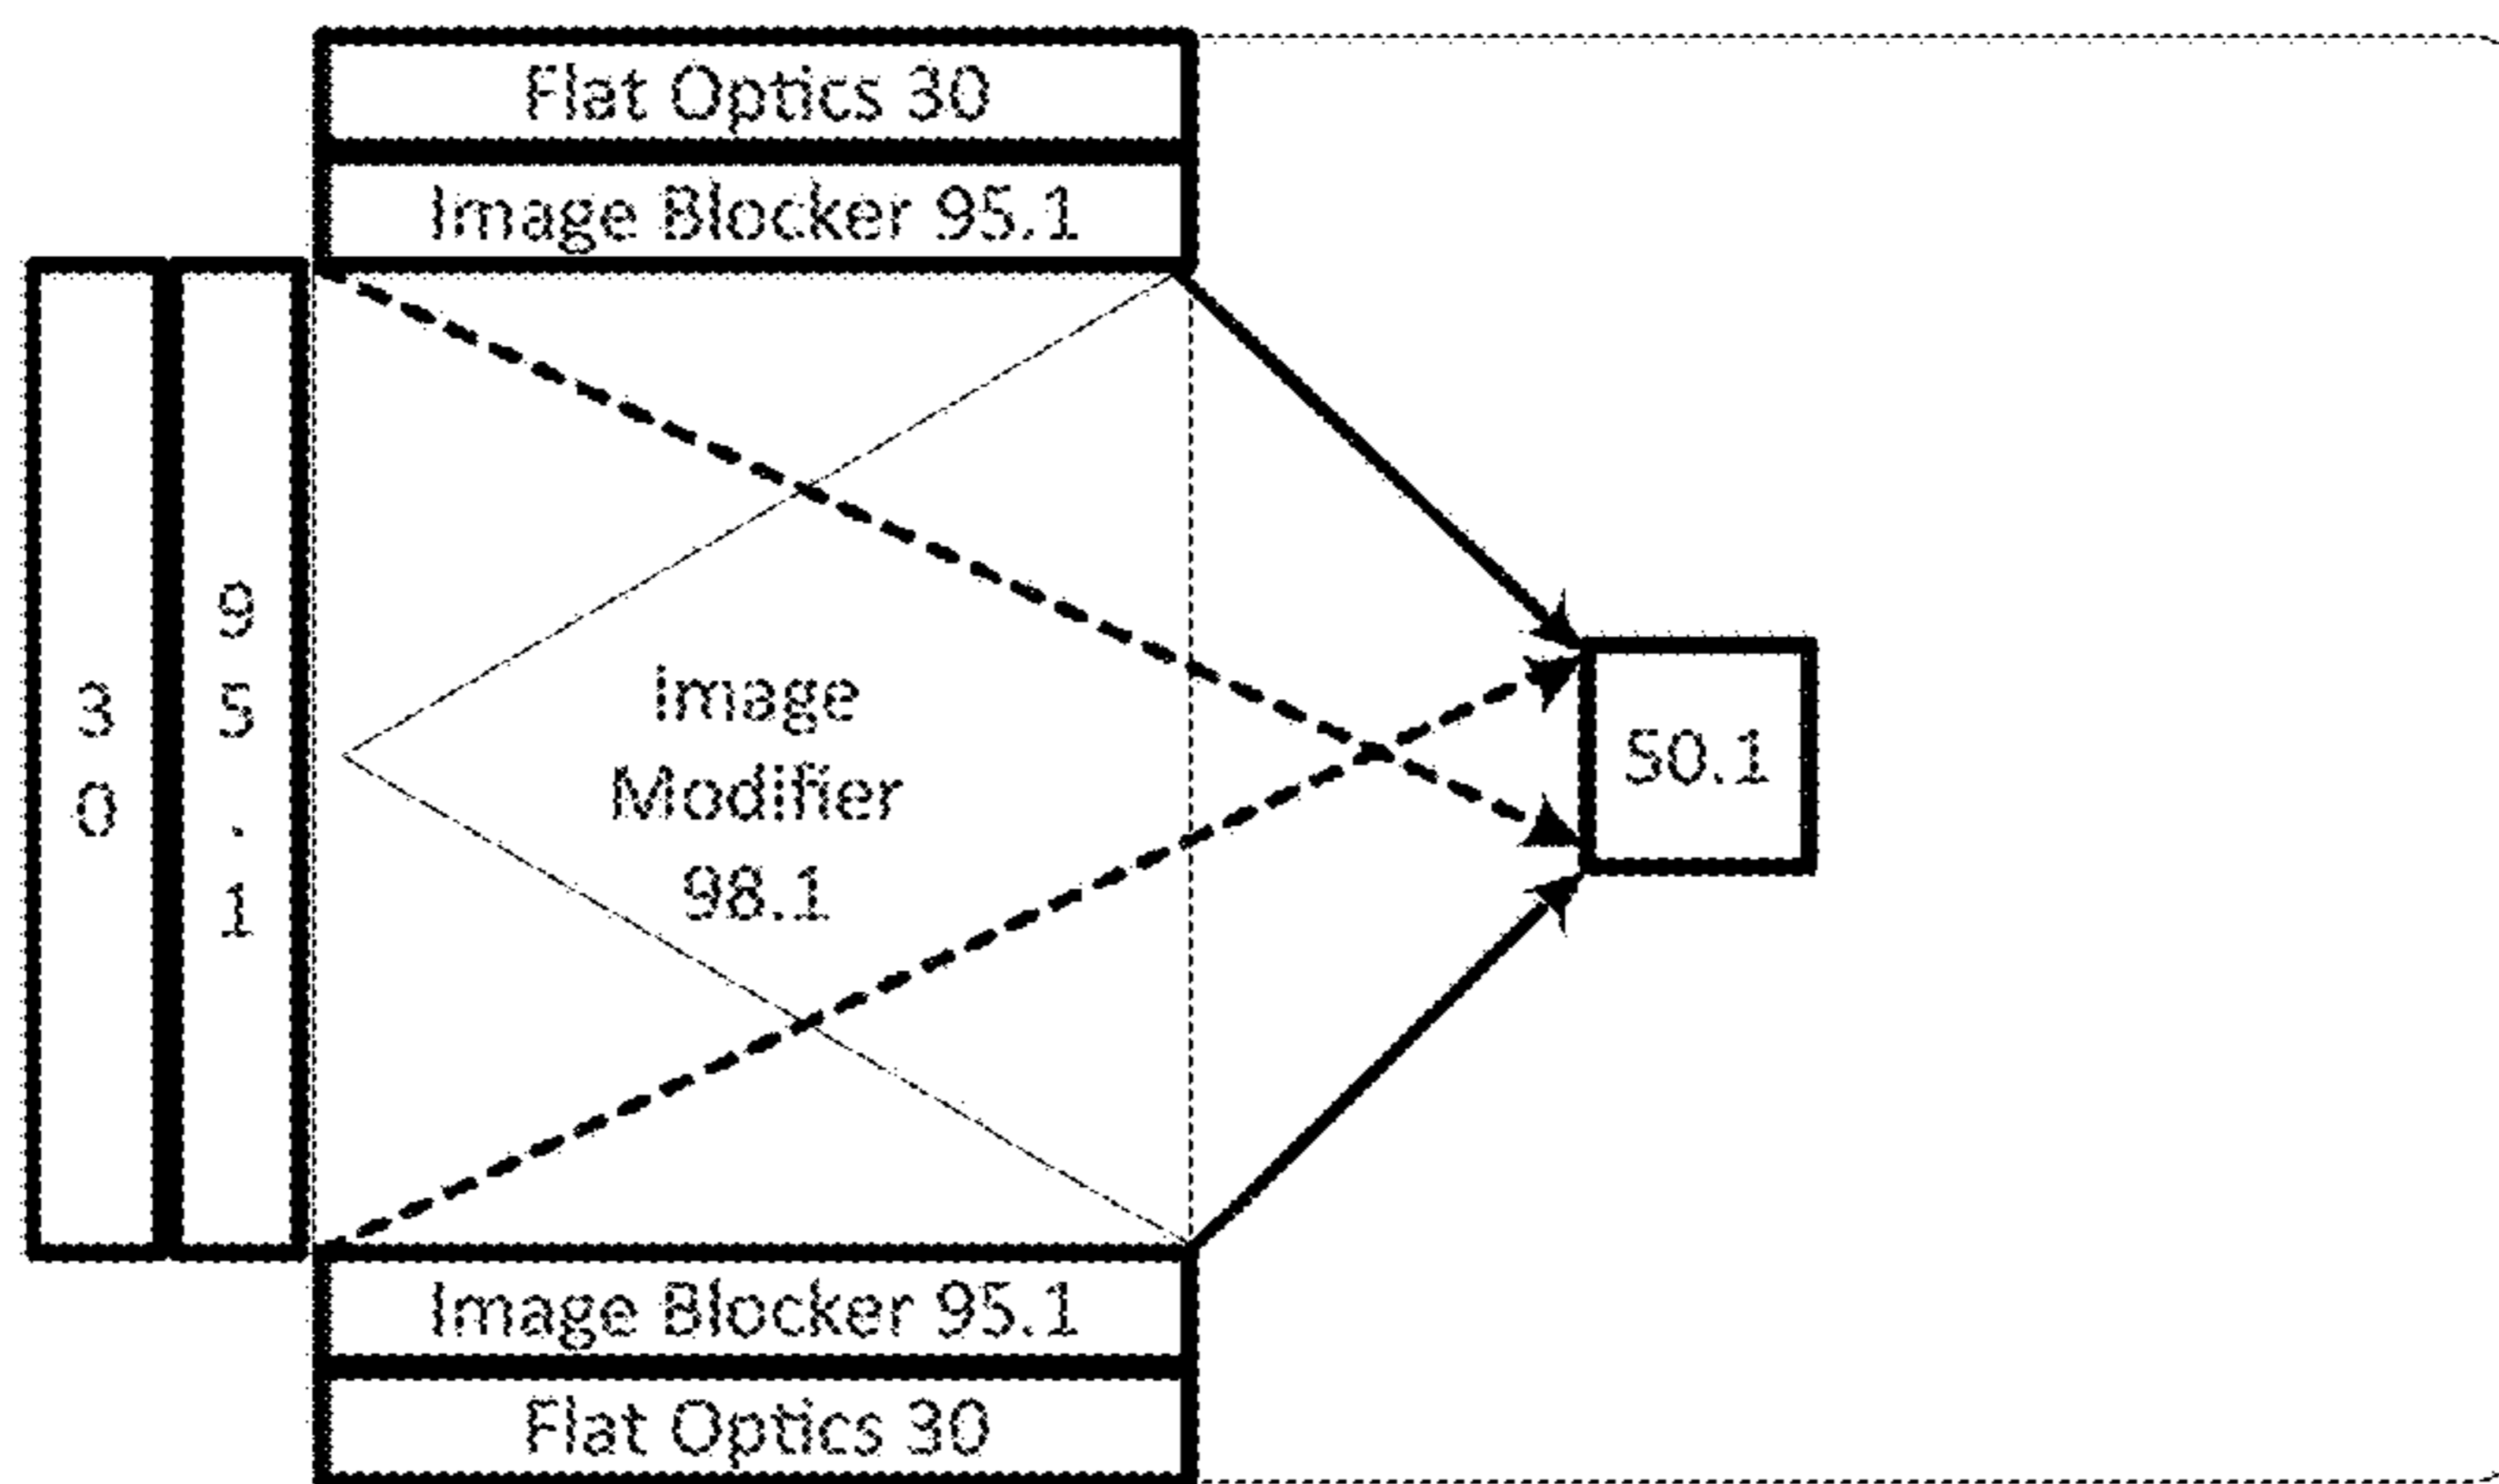 Flat Optics 30
Image Blocker 95.1
3
0
9
5
.
1
Image
Modifier
98.1
50.1
Image Blocker 95.1
Flat Optics 30